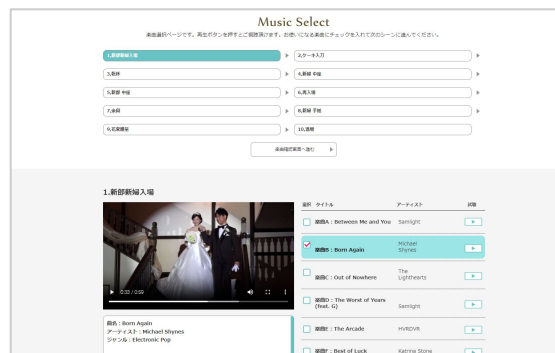 Music Select
楽曲選択ページです。再生ボタンを押すとご視聴頂けます。お使いになる楽曲にチェックを入れて次のシーンに進んでください。
1,新郎新婦入場
2,ケーキ入刀
3,乾杯
4,新婦 中座
5,新郎 中座
6,再入場
7,余興
8,新婦 手紙
9,花束贈呈
10,退場
楽曲確認画面へ進む
1.新郎新婦入場
選択 タイトル アーティスト 試聴
楽曲A : Between Me and You Semlight
楽曲B : Born Again Michael Shynes
楽曲C : Out of Nowhere The Lighthearts
楽曲D : The Worst of Years (feat. G) Semlight
楽曲E : The Arcade HVRDVR
楽曲F : Best of Luck Katrina Stone
0:33 / 0:59
曲名 : Born Again
アーティスト : Michael Shynes
ジャンル : Electronic Pop